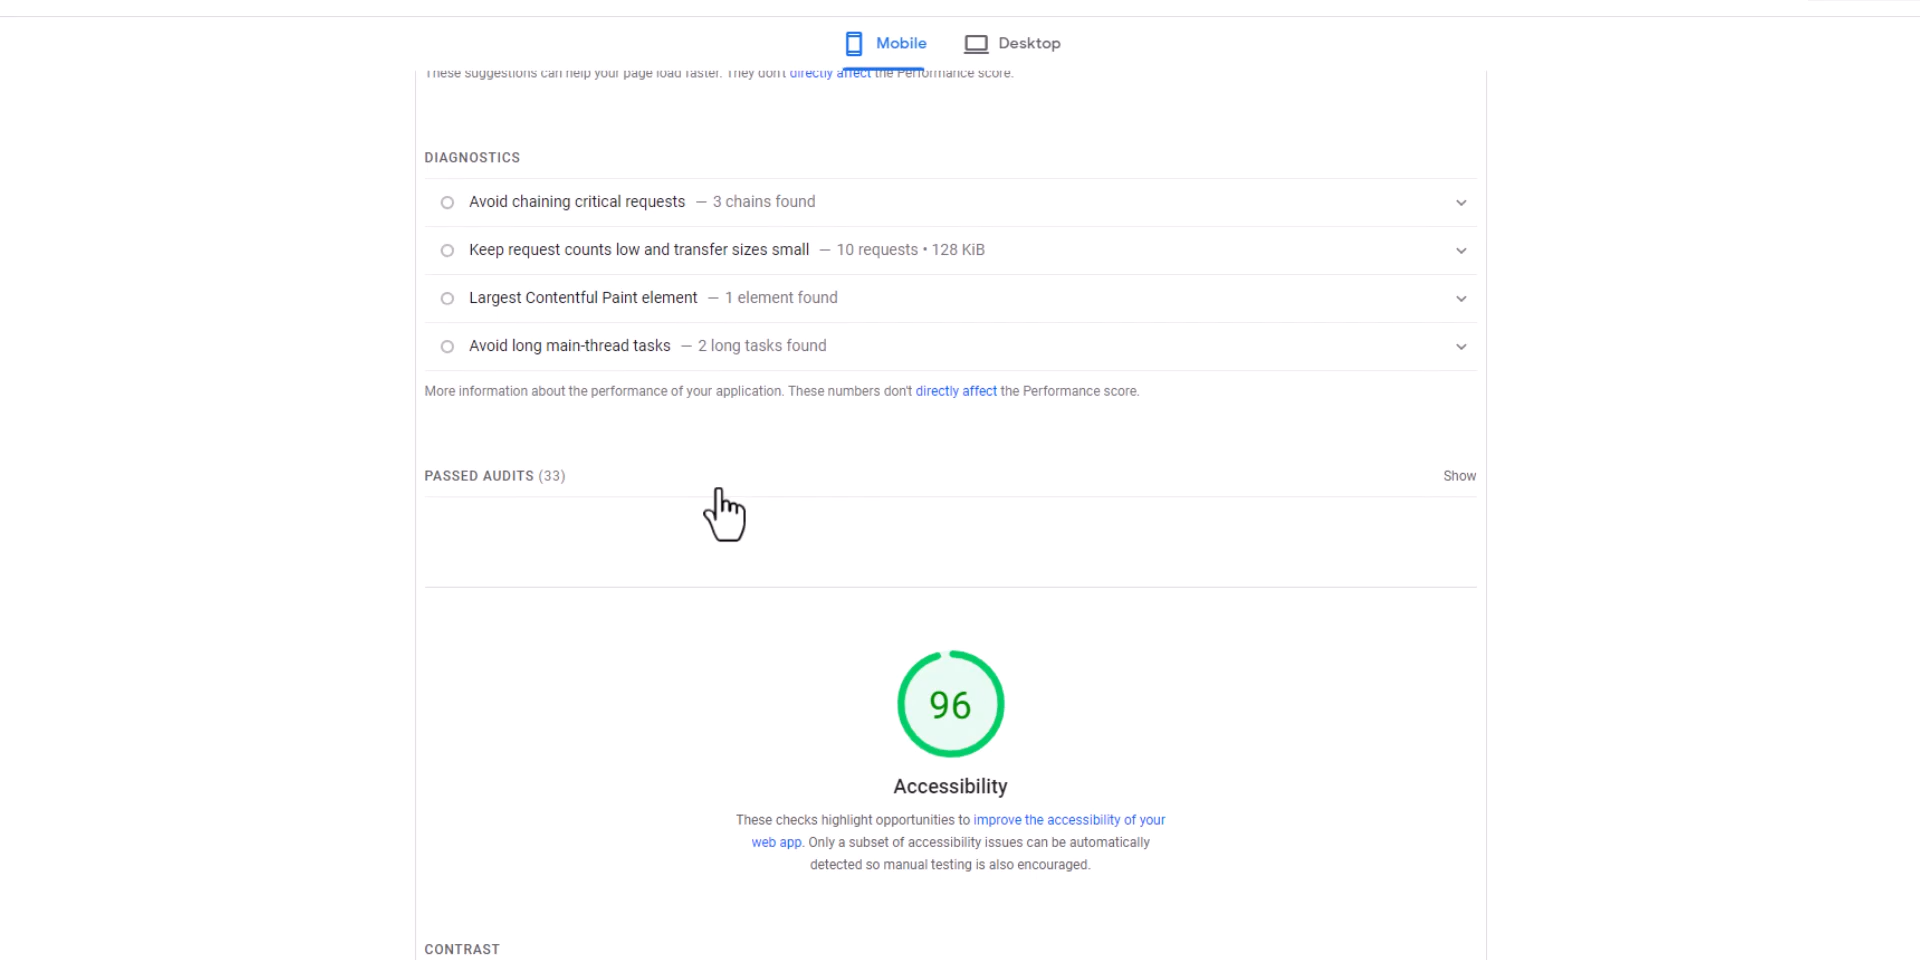 Mobile
Desktop
These suggestions can help your page load faster. They don't directly affect the Performance score.
DIAGNOSTICS
Avoid chaining critical requests — 3 chains found
Keep request counts low and transfer sizes small — 10 requests • 128 KiB
Largest Contentful Paint element — 1 element found
Avoid long main-thread tasks — 2 long tasks found
More information about the performance of your application. These numbers don't directly affect the Performance score.
PASSED AUDITS (33)
Show
96
Accessibility
These checks highlight opportunities to improve the accessibility of your
web app. Only a subset of accessibility issues can be automatically
detected so manual testing is also encouraged.
CONTRAST